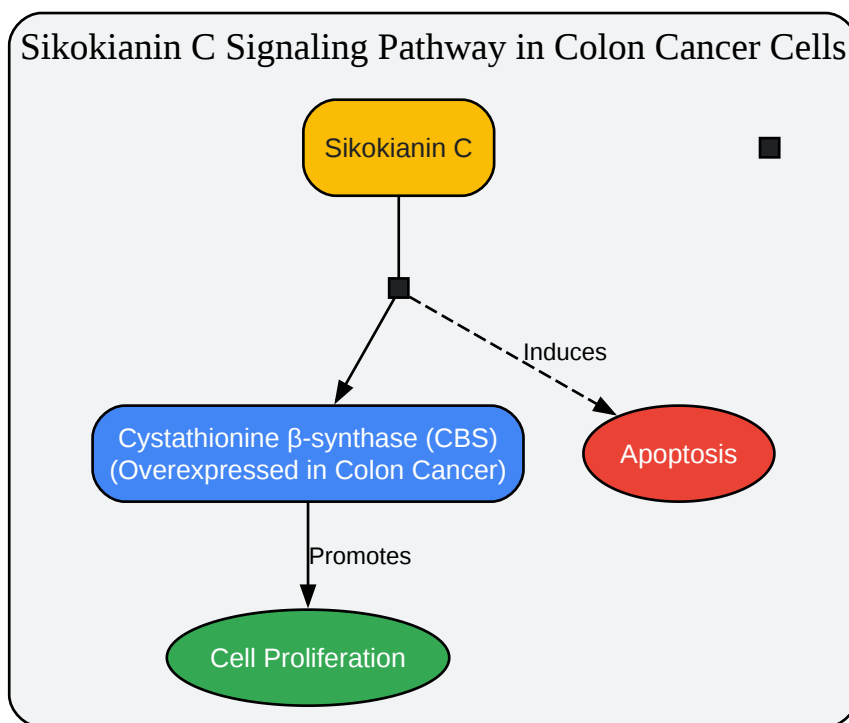 Sikokianin C Signaling Pathway in Colon Cancer Cells
Sikokianin C
Induces
Cystathionine β-synthase (CBS)
(Overexpressed in Colon Cancer)
Apoptosis
Promotes
Cell Proliferation